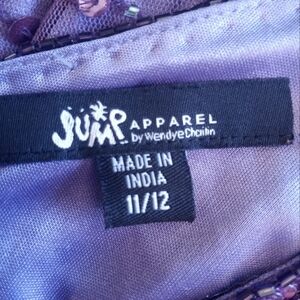 JUMP APPAREL
by Wendye Chaitin
MADE IN
INDIA
11/12